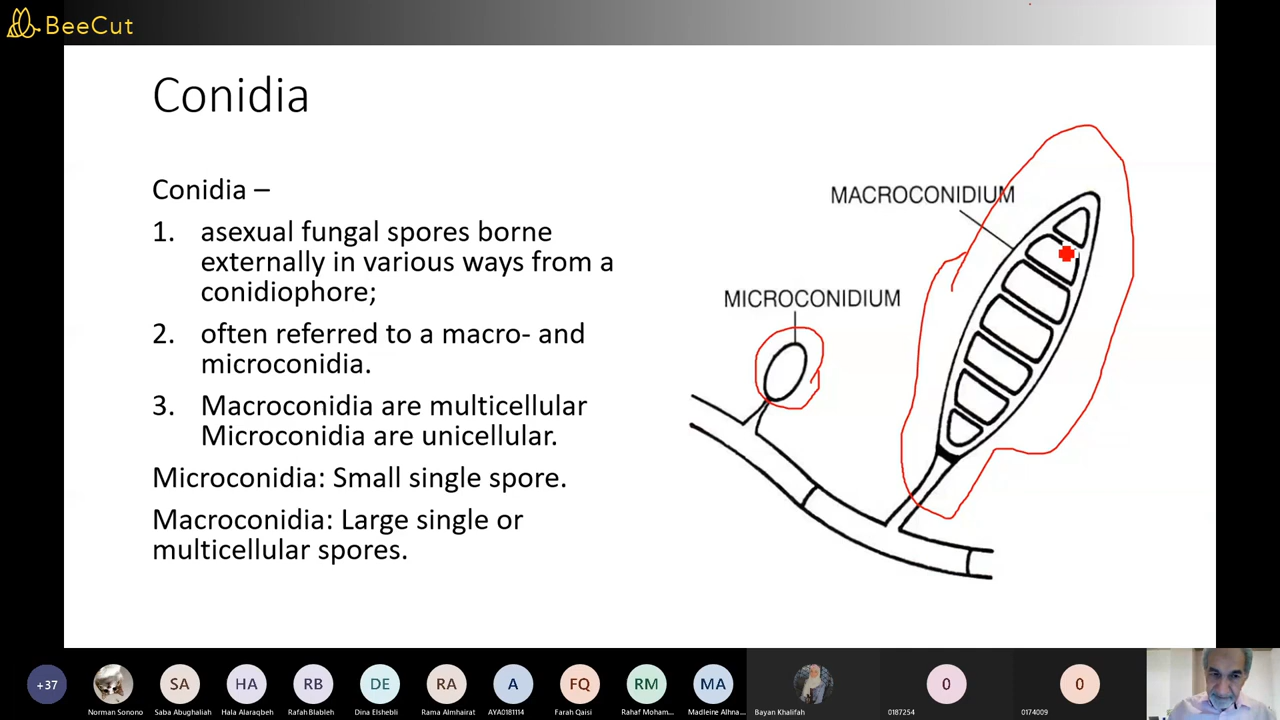 BeeCut
Conidia
Conidia –
1. asexual fungal spores borne
externally in various ways from a
conidiophore;
2. often referred to a macro- and
microconidia.
3. Macroconidia are multicellular
Microconidia are unicellular.
Microconidia: Small single spore.
Macroconidia: Large single or
multicellular spores.
MACROCONIDIUM
MICROCONIDIUM
+37
SA
HA
RB
DE
RA
A
FQ
RM
MA
0
0
Norman Sonono
Saba Abughaliah
Hala Alaraqbeh
Rafah Blableh
Dina Elshebli
Rama Almhairat
AYA0181114
Farah Qaisi
Rahaf Moham...
Madleire Alhna...
Bayan Khalifah
0187254
0174009